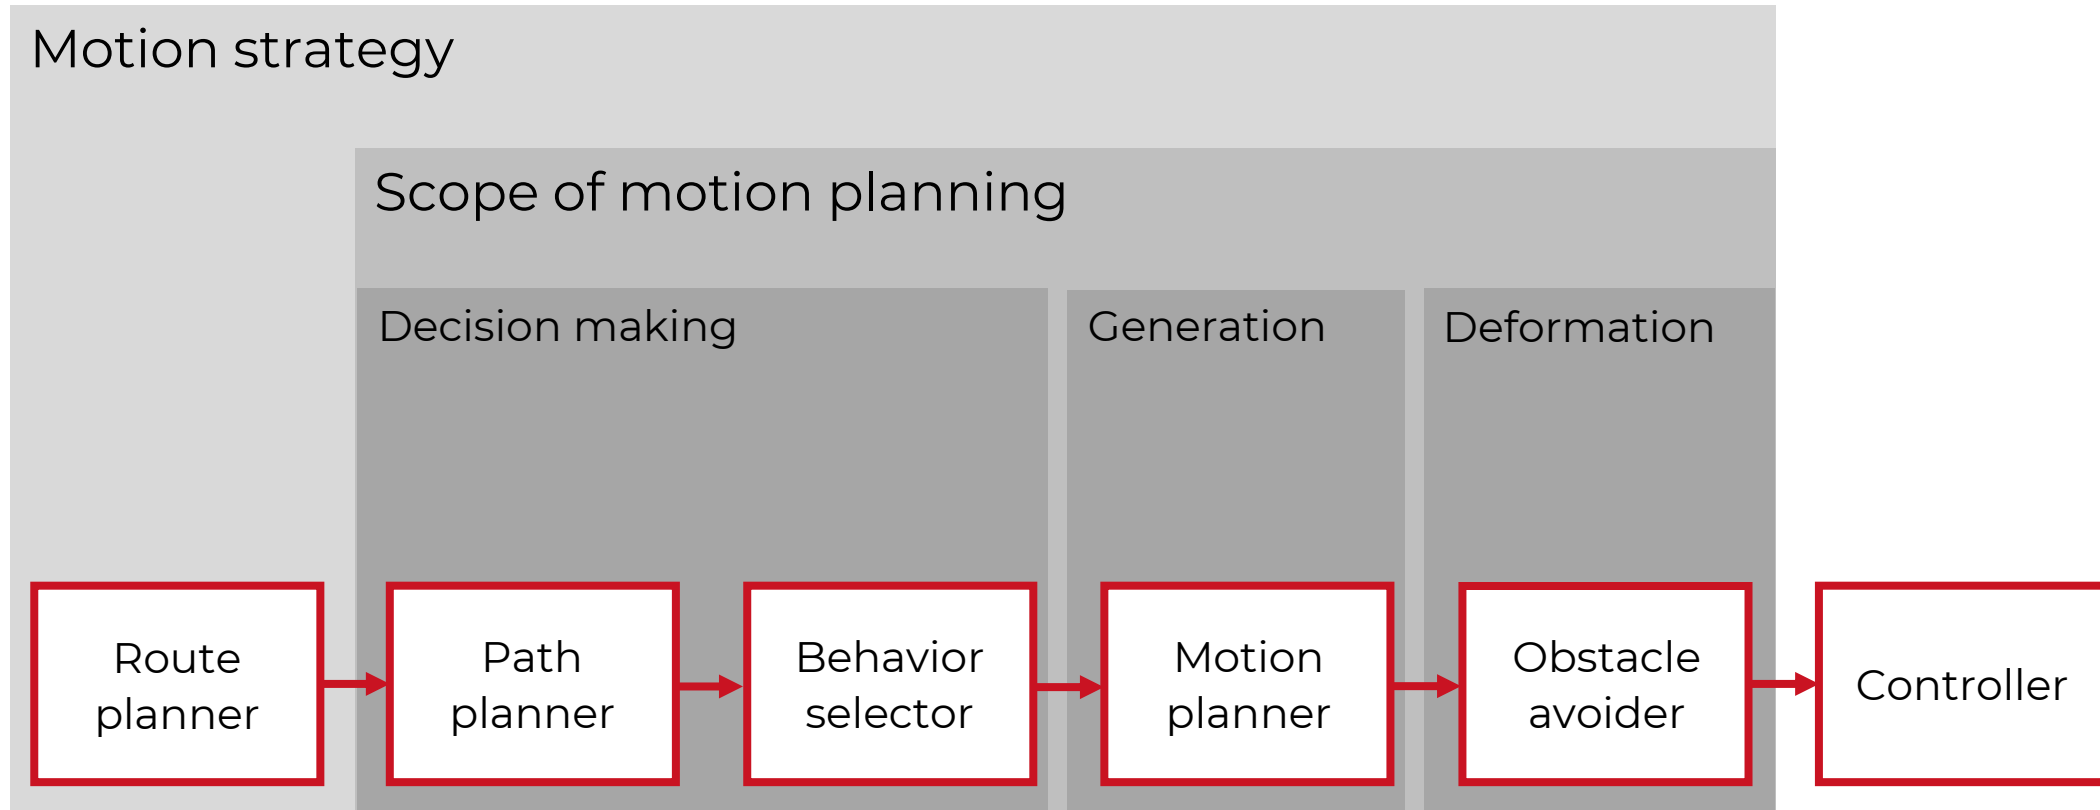 Motion strategy
Scope of motion planning
Decision making
Generation
Deformation
Route
planner
Path
planner
Behavior
selector
Motion
planner
Obstacle
avoider
Controller